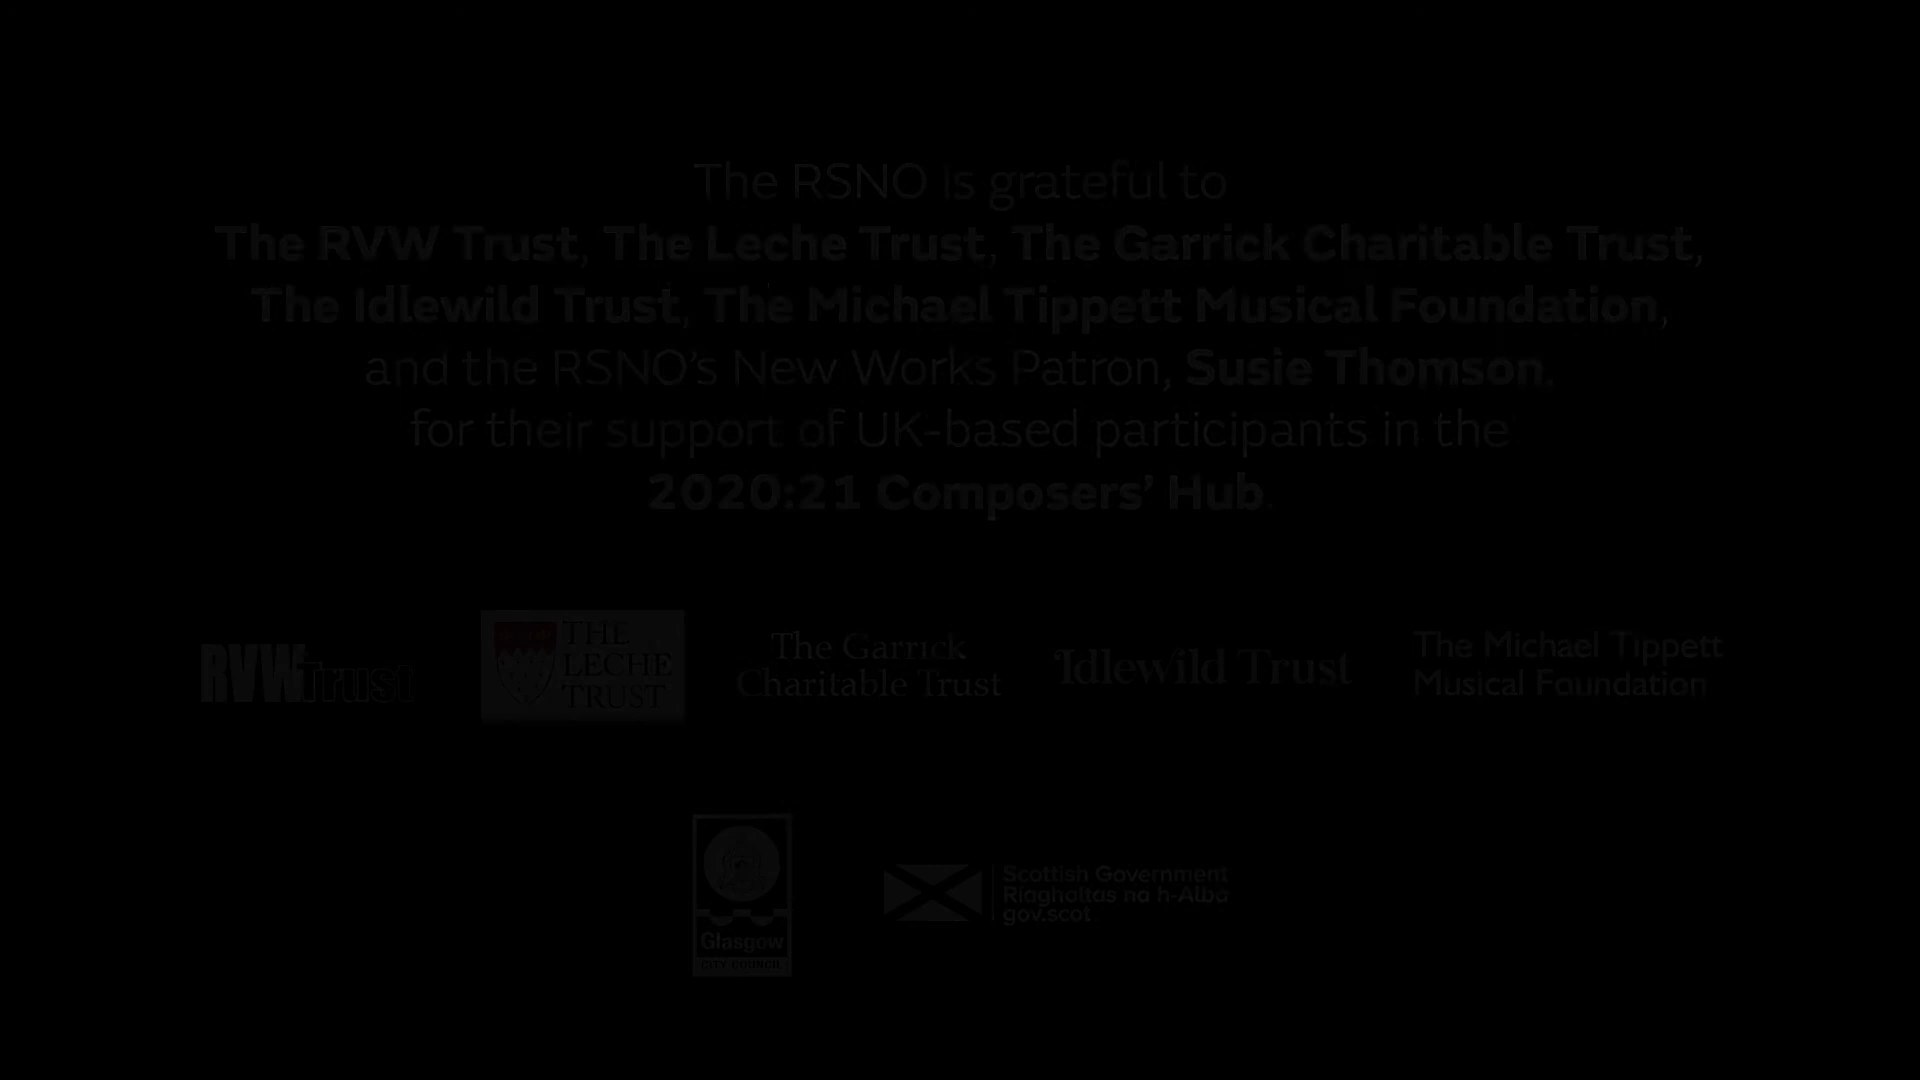 The RSNO is grateful to
The RVW Trust, The Leche Trust, The Garrick Charitable Trust,
The Idlewild Trust, The Michael Tippett Musical Foundation,
and the RSNO’s New Works Patron, Susie Thomson,
for their support of UK-based participants in the
2020:21 Composers’ Hub.
RVWTrust
THE
LECHE
TRUST
The Garrick
Charitable Trust
Idlewild Trust
The Michael Tippett
Musical Foundation
Glasgow
CITY COUNCIL
Scottish Government
Riaghaltas na h-Alba
gov.scot